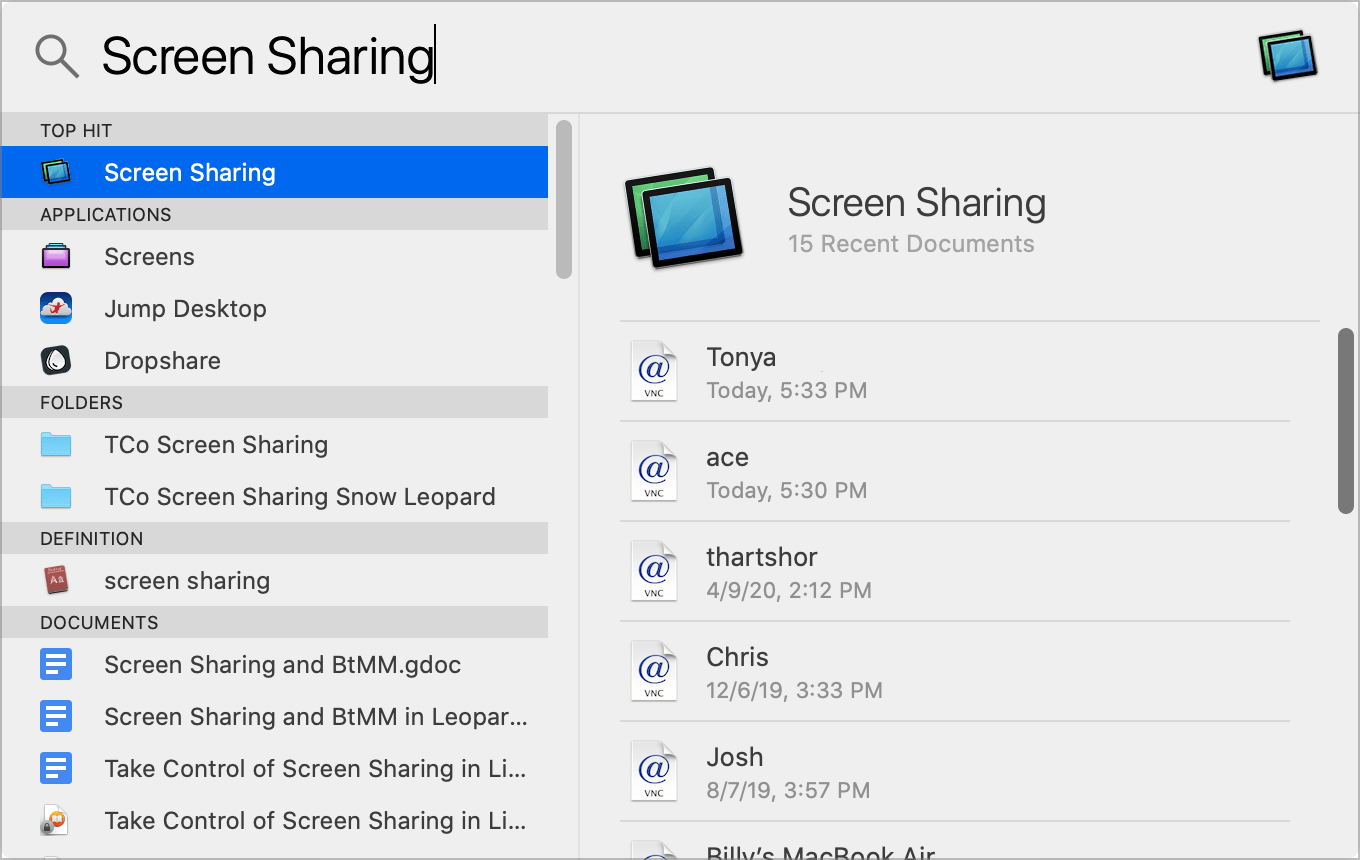 Screen Sharing
TOP HIT
Screen Sharing
APPLICATIONS
Screens
Jump Desktop
Dropshare
FOLDERS
TCo Screen Sharing
TCo Screen Sharing Snow Leopard
DEFINITION
Aa
screen sharing
DOCUMENTS
Screen Sharing and BtMM.gdoc
Screen Sharing and BtMM in Leopar...
Take Control of Screen Sharing in Li...
Take Control of Screen Sharing in Li...
Screen Sharing
15 Recent Documents
@
VNC
Tonya
Today, 5:33 PM
@
VNC
ace
Today, 5:30 PM
@
VNC
thartshor
4/9/20, 2:12 PM
@
VNC
Chris
12/6/19, 3:33 PM
@
VNC
Josh
8/7/19, 3:57 PM
Billy’s MacBook Air